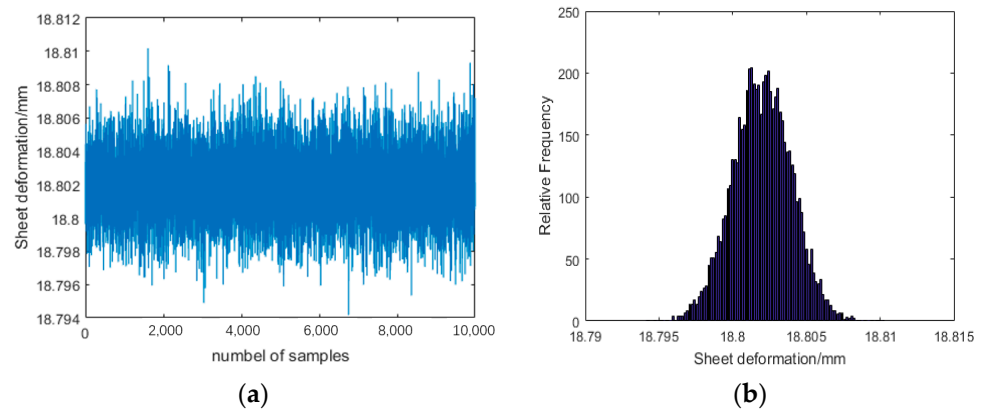 18.812
18.81
18.808
18.806
18.804
18.802
18.8
18.798
18.796
18.794
Sheet deformation/mm
0 2,000 4,000 6,000 8,000 10,000
numbel of samples
(a)
250
200
150
100
50
0
Relative Frequency
18.79 18.795 18.8 18.805 18.81 18.815
Sheet deformation/mm
(b)